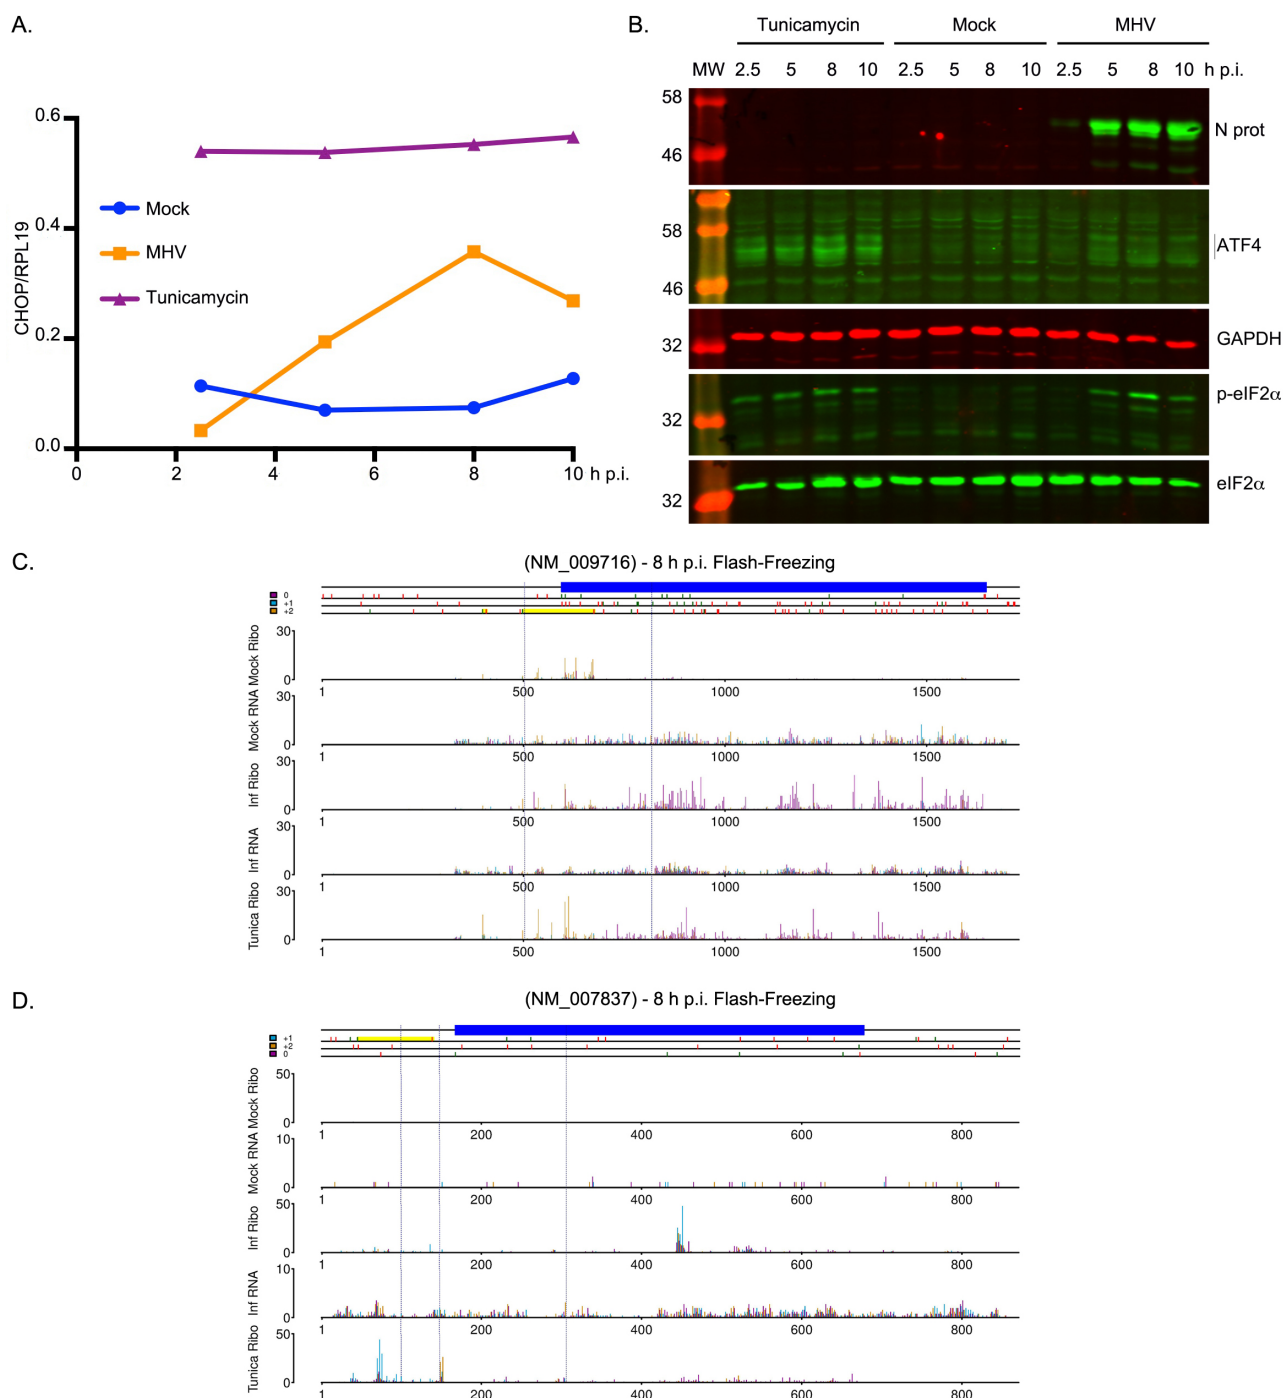 A.
CHOP/RPL19
0.6
0.4
0.2
0.0
Mock
MHV
Tunicamycin
0 2 4 6 8 10 h p.i.
B.
Tunicamycin Mock MHV
MW 2.5 5 8 10 2.5 5 8 10 2.5 5 8 10 h p.i.
58
46
N prot
58
46
ATF4
32
GAPDH
32
p-eIF2α
32
eIF2α
C.
(NM_009716) - 8 h p.i. Flash-Freezing
0
+1
+2
Mock Ribo
30
0
1 500 1000 1500
Mock RNA
30
0
1 500 1000 1500
Inf Ribo
30
0
1 500 1000 1500
Inf RNA
30
0
1 500 1000 1500
Tunica Ribo
30
0
1 500 1000 1500
D.
(NM_007837) - 8 h p.i. Flash-Freezing
+1
+2
0
Mock Ribo
50
0
1 200 400 600 800
Mock RNA
10
0
1 200 400 600 800
Inf Ribo
50
0
1 200 400 600 800
Inf RNA
10
0
1 200 400 600 800
Tunica Ribo
50
0
1 200 400 600 800